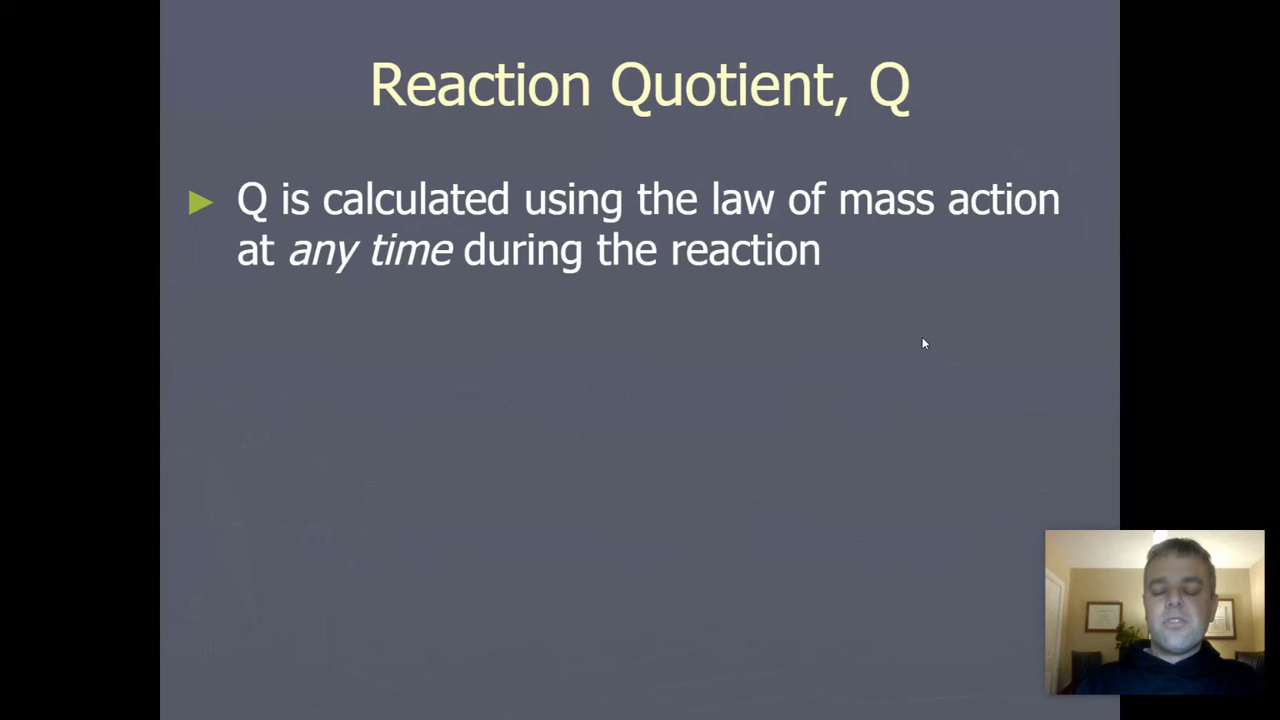 Reaction Quotient, Q
► Q is calculated using the law of mass action
at any time during the reaction